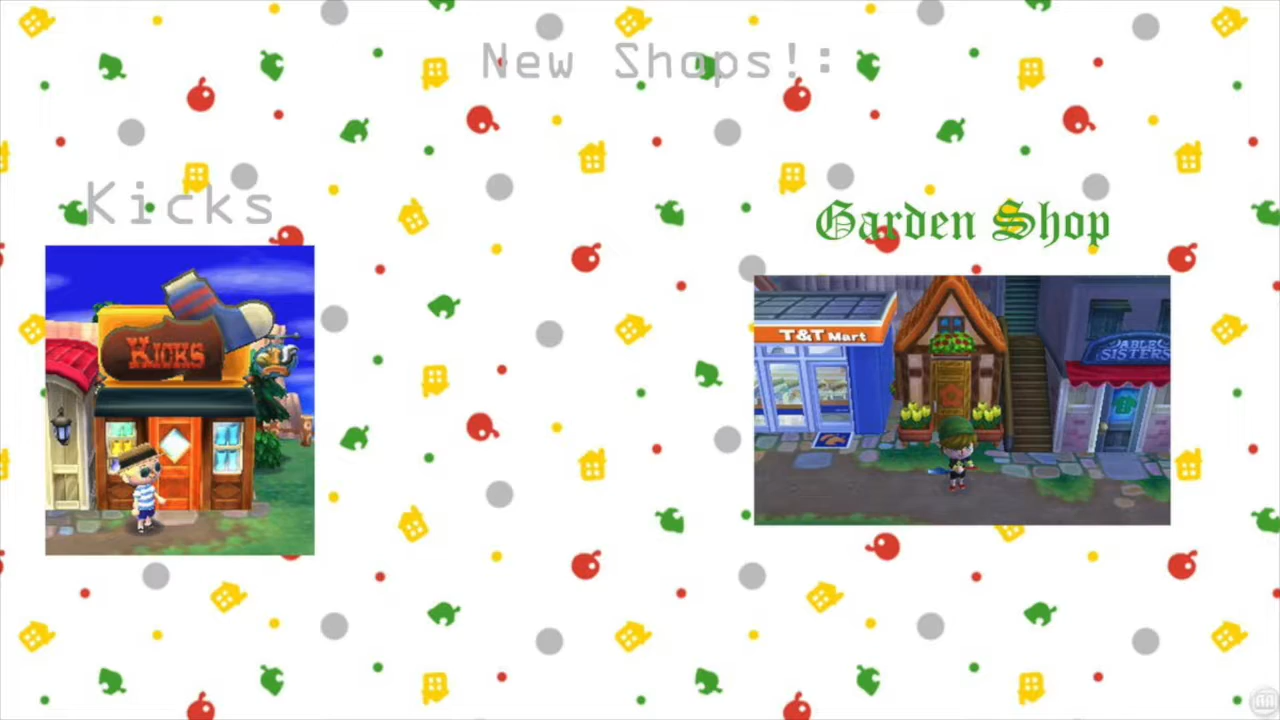 New Shops!:
Kicks
Garden Shop
KICKS
T&T Mart
ABLE
SISTERS